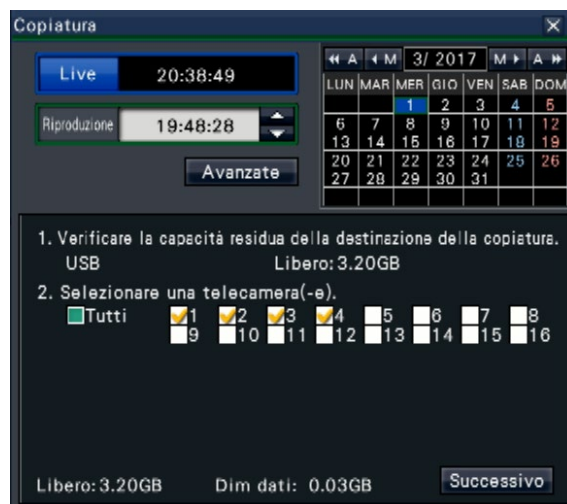 Copiatura X
Live 20:38:49
Riproduzione 19:48:28
Avanzate
◀◀ A ◀ M 3/ 2017 M ▶ A ▶▶
LUN MAR MER GIO VEN SAB DOM
1 2 3 4 5
6 7 8 9 10 11 12
13 14 15 16 17 18 19
20 21 22 23 24 25 26
27 28 29 30 31
1. Verificare la capacità residua della destinazione della copiatura.
USB Libero: 3.20GB
2. Selezionare una telecamera(-e).
Tutti 1 2 3 4 5 6 7 8
9 10 11 12 13 14 15 16
Libero: 3.20GB Dim dati: 0.03GB Successivo